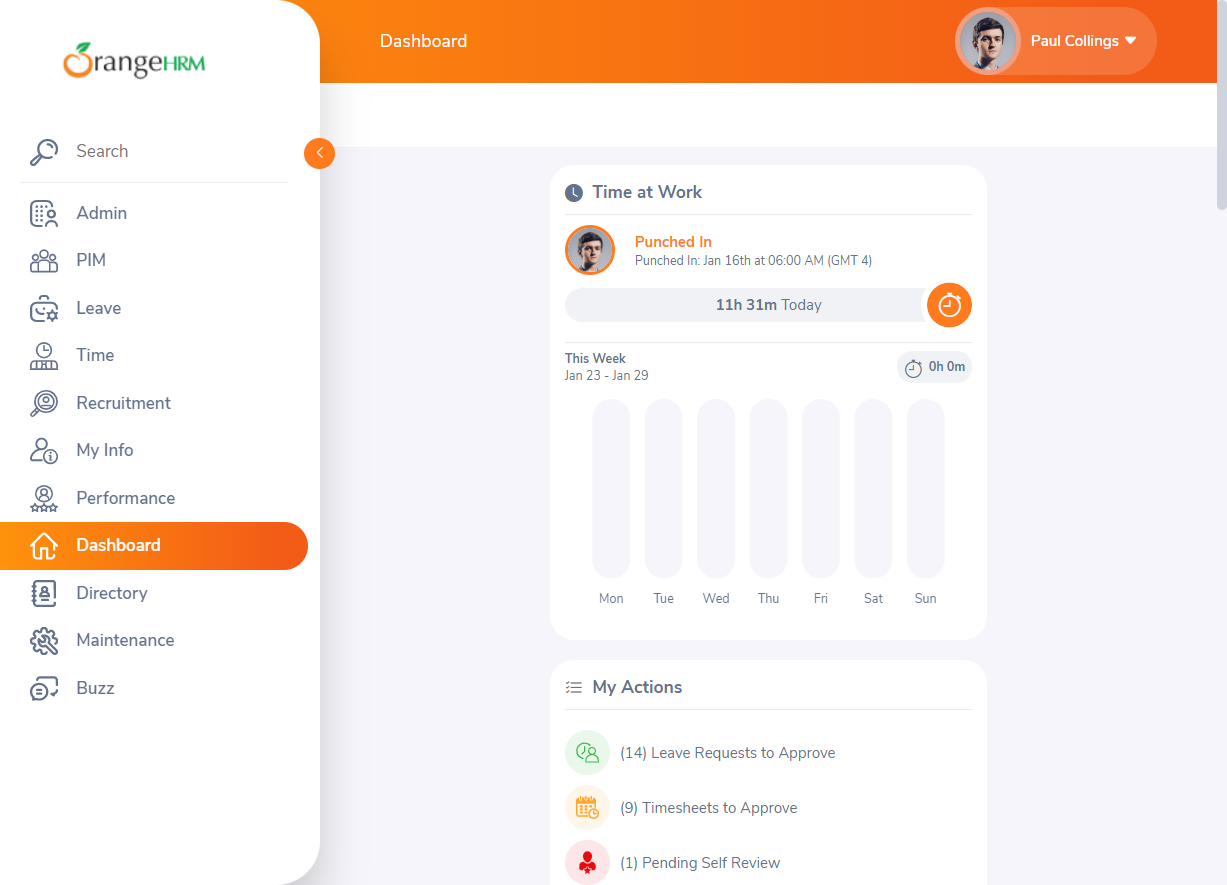 OrangeHRM
Dashboard
Paul Collings
Search
Admin
PIM
Leave
Time
Recruitment
My Info
Performance
Dashboard
Directory
Maintenance
Buzz
Time at Work
Punched In
Punched In: Jan 16th at 06:00 AM (GMT 4)
11h 31m Today
This Week
Jan 23 - Jan 29
0h 0m
Mon Tue Wed Thu Fri Sat Sun
My Actions
(14) Leave Requests to Approve
(9) Timesheets to Approve
(1) Pending Self Review